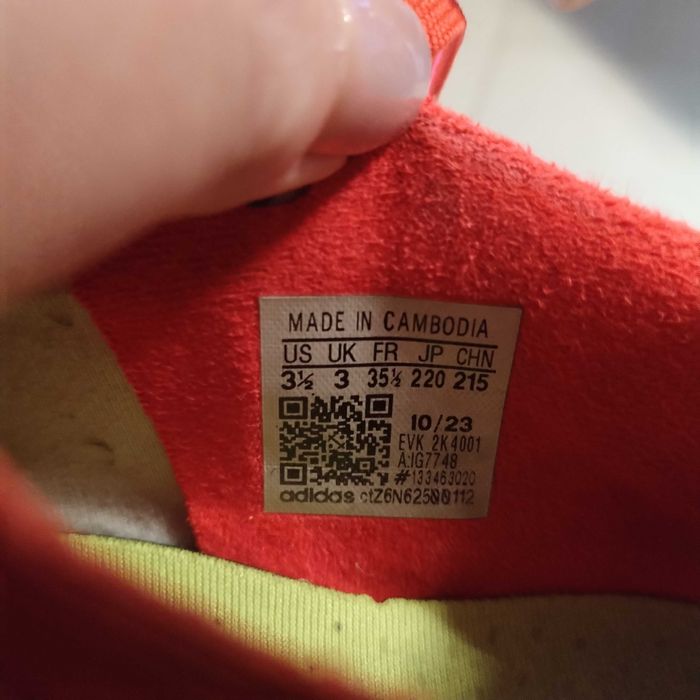 MADE IN CAMBODIA
US UK FR JP CHN
3½ 3 35½ 220 215
10/23
EVK 2K4001
A:IG7748
#133463020
adidas ctZ6N62500112